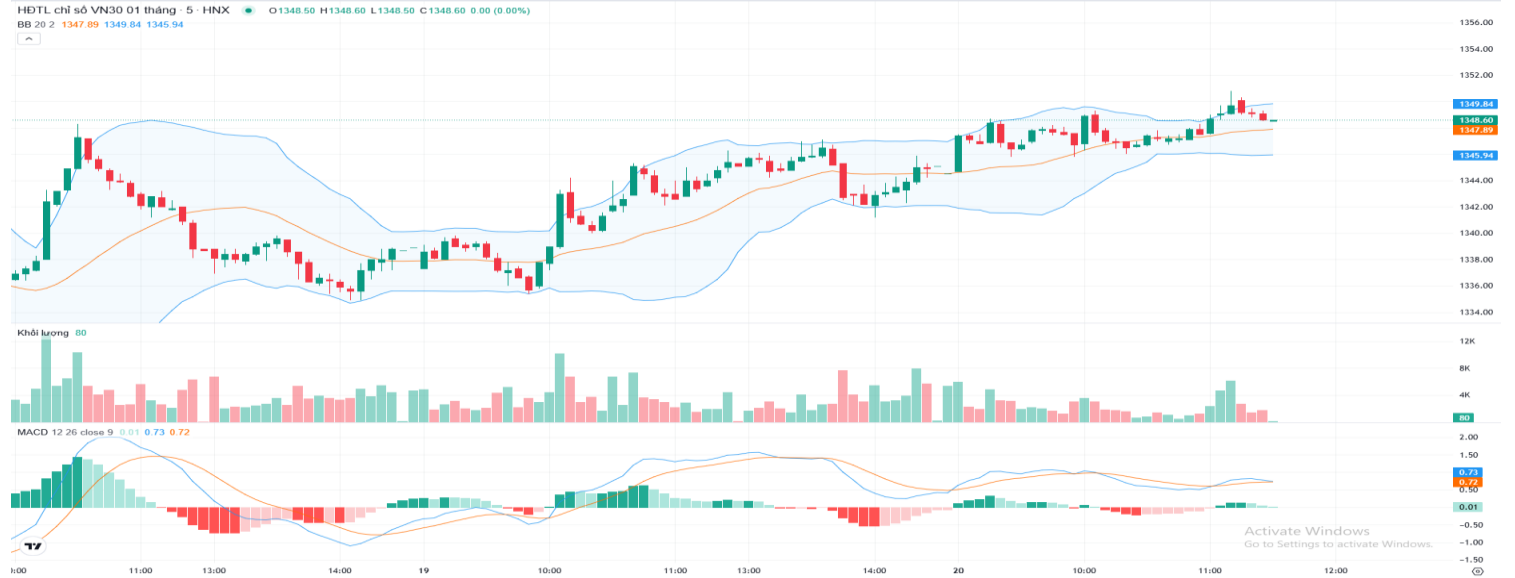 HĐTL chỉ số VN30 01 tháng · 5 · HNX O1348.50 H1348.60 L1348.50 C1348.60 0.00 (0.00%)
BB 20 2 1347.89 1349.84 1345.94
1356.00
1354.00
1352.00
1349.84
1348.60
1347.89
1345.94
1344.00
1342.00
1340.00
1338.00
1336.00
1334.00
Khối lượng 80
12K
8K
4K
80
MACD 12 26 close 9 0.01 0.73 0.72
2.00
1.50
0.73
0.72
0.50
0.01
−0.50
−1.00
−1.50
Activate Windows
Go to Settings to activate Windows.
:00 11:00 13:00 14:00 19 10:00 11:00 13:00 14:00 20 10:00 11:00 12:00